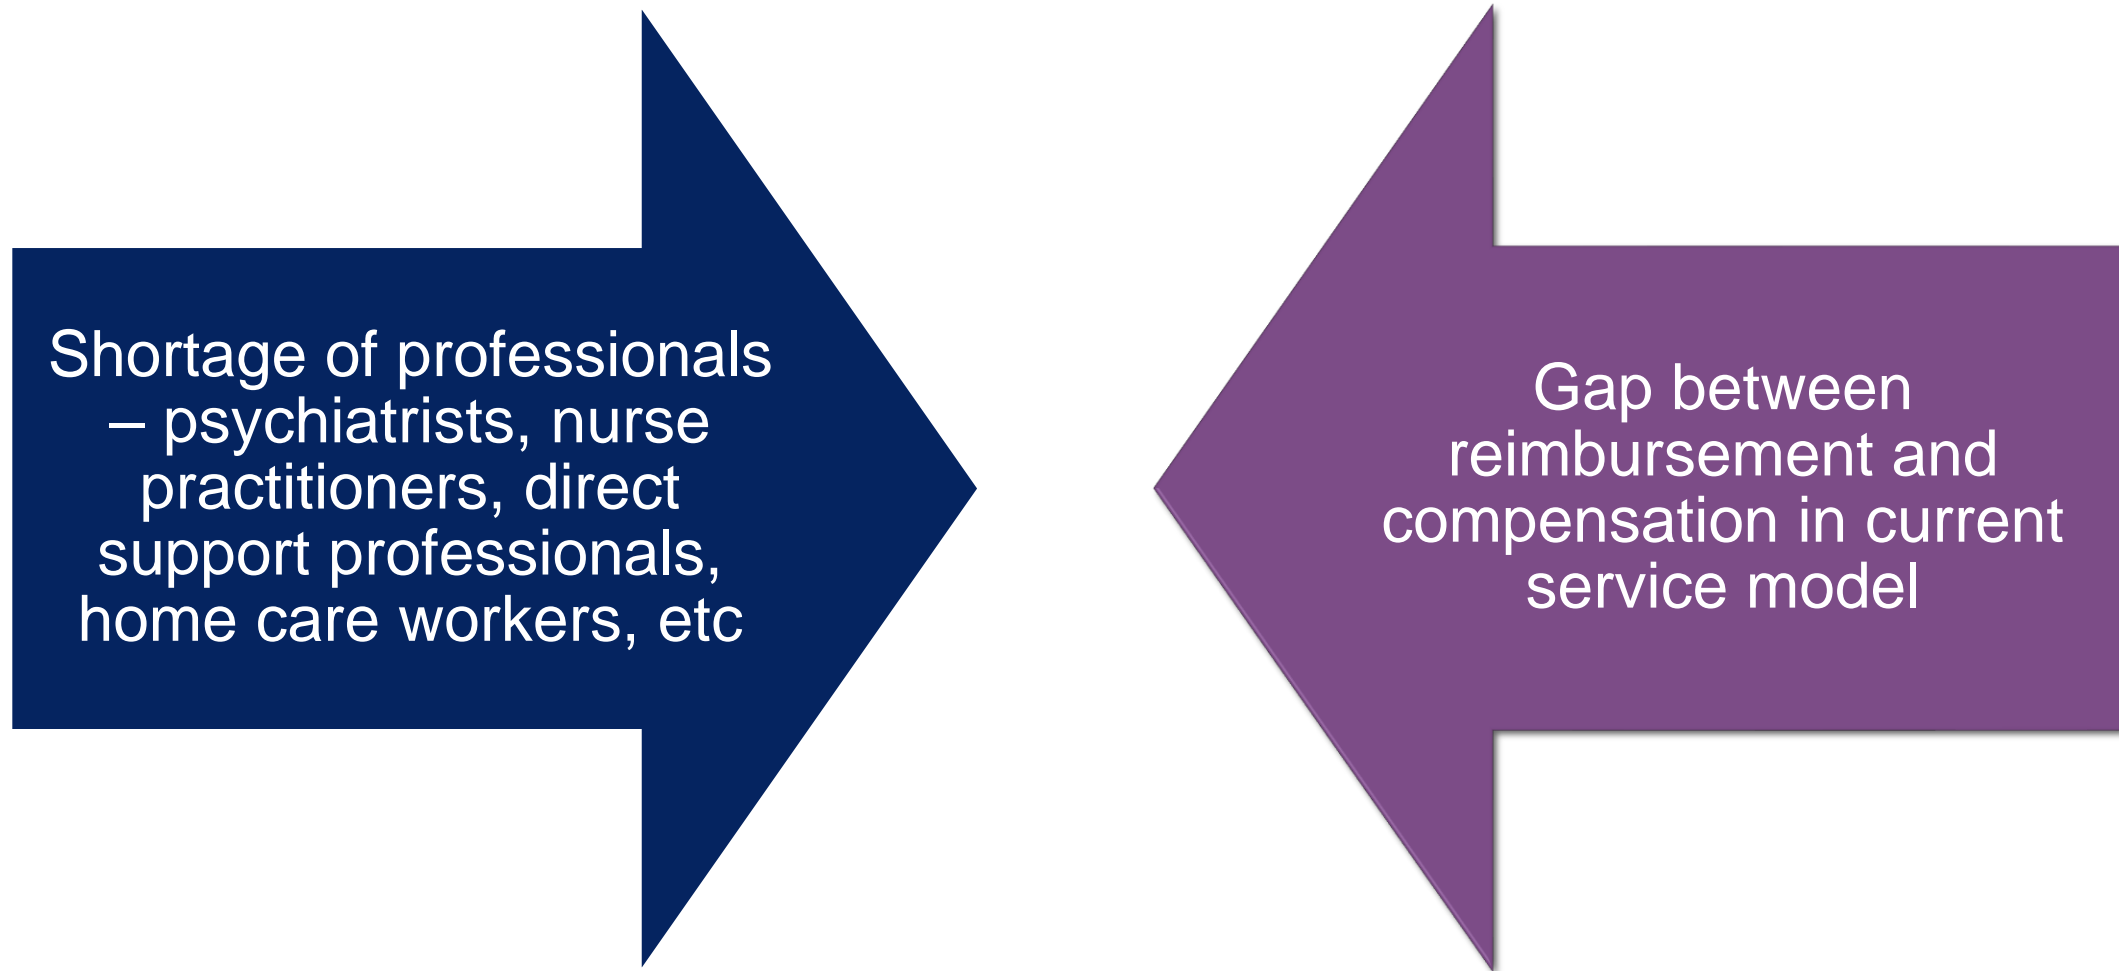 Shortage of professionals
– psychiatrists, nurse
practitioners, direct
support professionals,
home care workers, etc
Gap between
reimbursement and
compensation in current
service model